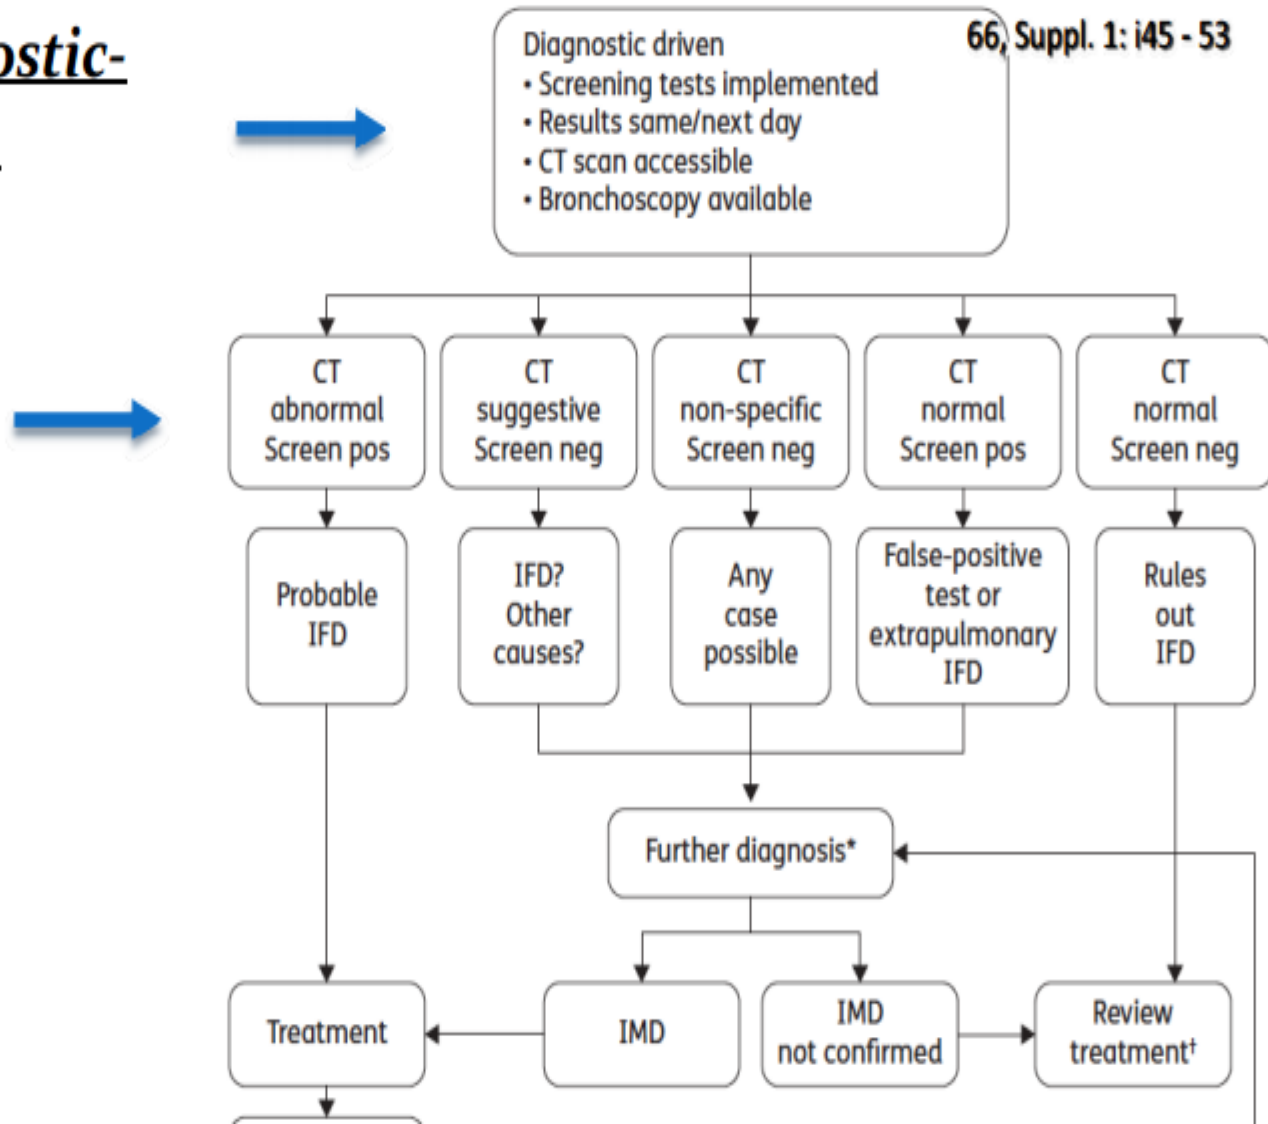 ostic-
66, Suppl. 1: i45 - 53
Diagnostic driven
• Screening tests implemented
• Results same/next day
• CT scan accessible
• Bronchoscopy available
CT
abnormal
Screen pos
CT
suggestive
Screen neg
CT
non-specific
Screen neg
CT
normal
Screen pos
CT
normal
Screen neg
Probable
IFD
IFD?
Other
causes?
Any
case
possible
False-positive
test or
extrapulmonary
IFD
Rules
out
IFD
Further diagnosis*
Treatment
IMD
IMD
not confirmed
Review
treatment†